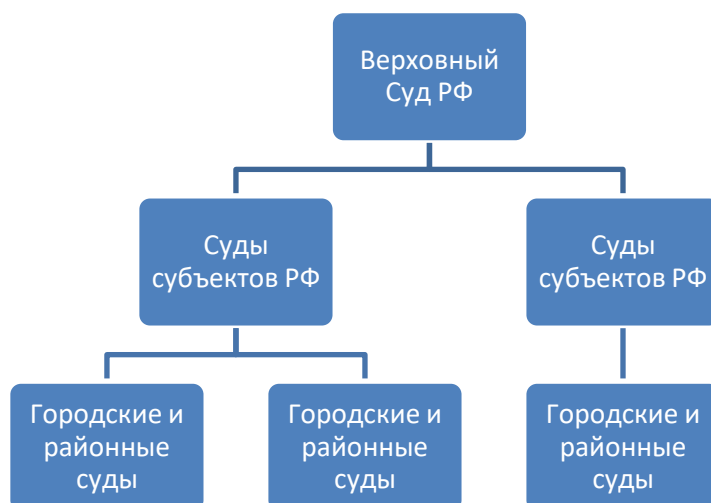 Верховный
Суд РФ
Суды
субъектов РФ
Суды
субъектов РФ
Городские и
районные
суды
Городские и
районные
суды
Городские и
районные
суды